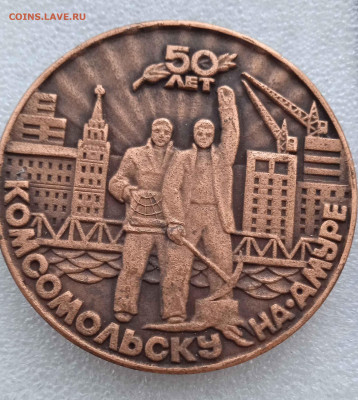 COINS.LAVE.RU
50
ЛЕТ
КОМСОМОЛЬСКУ
НА·АМУРЕ